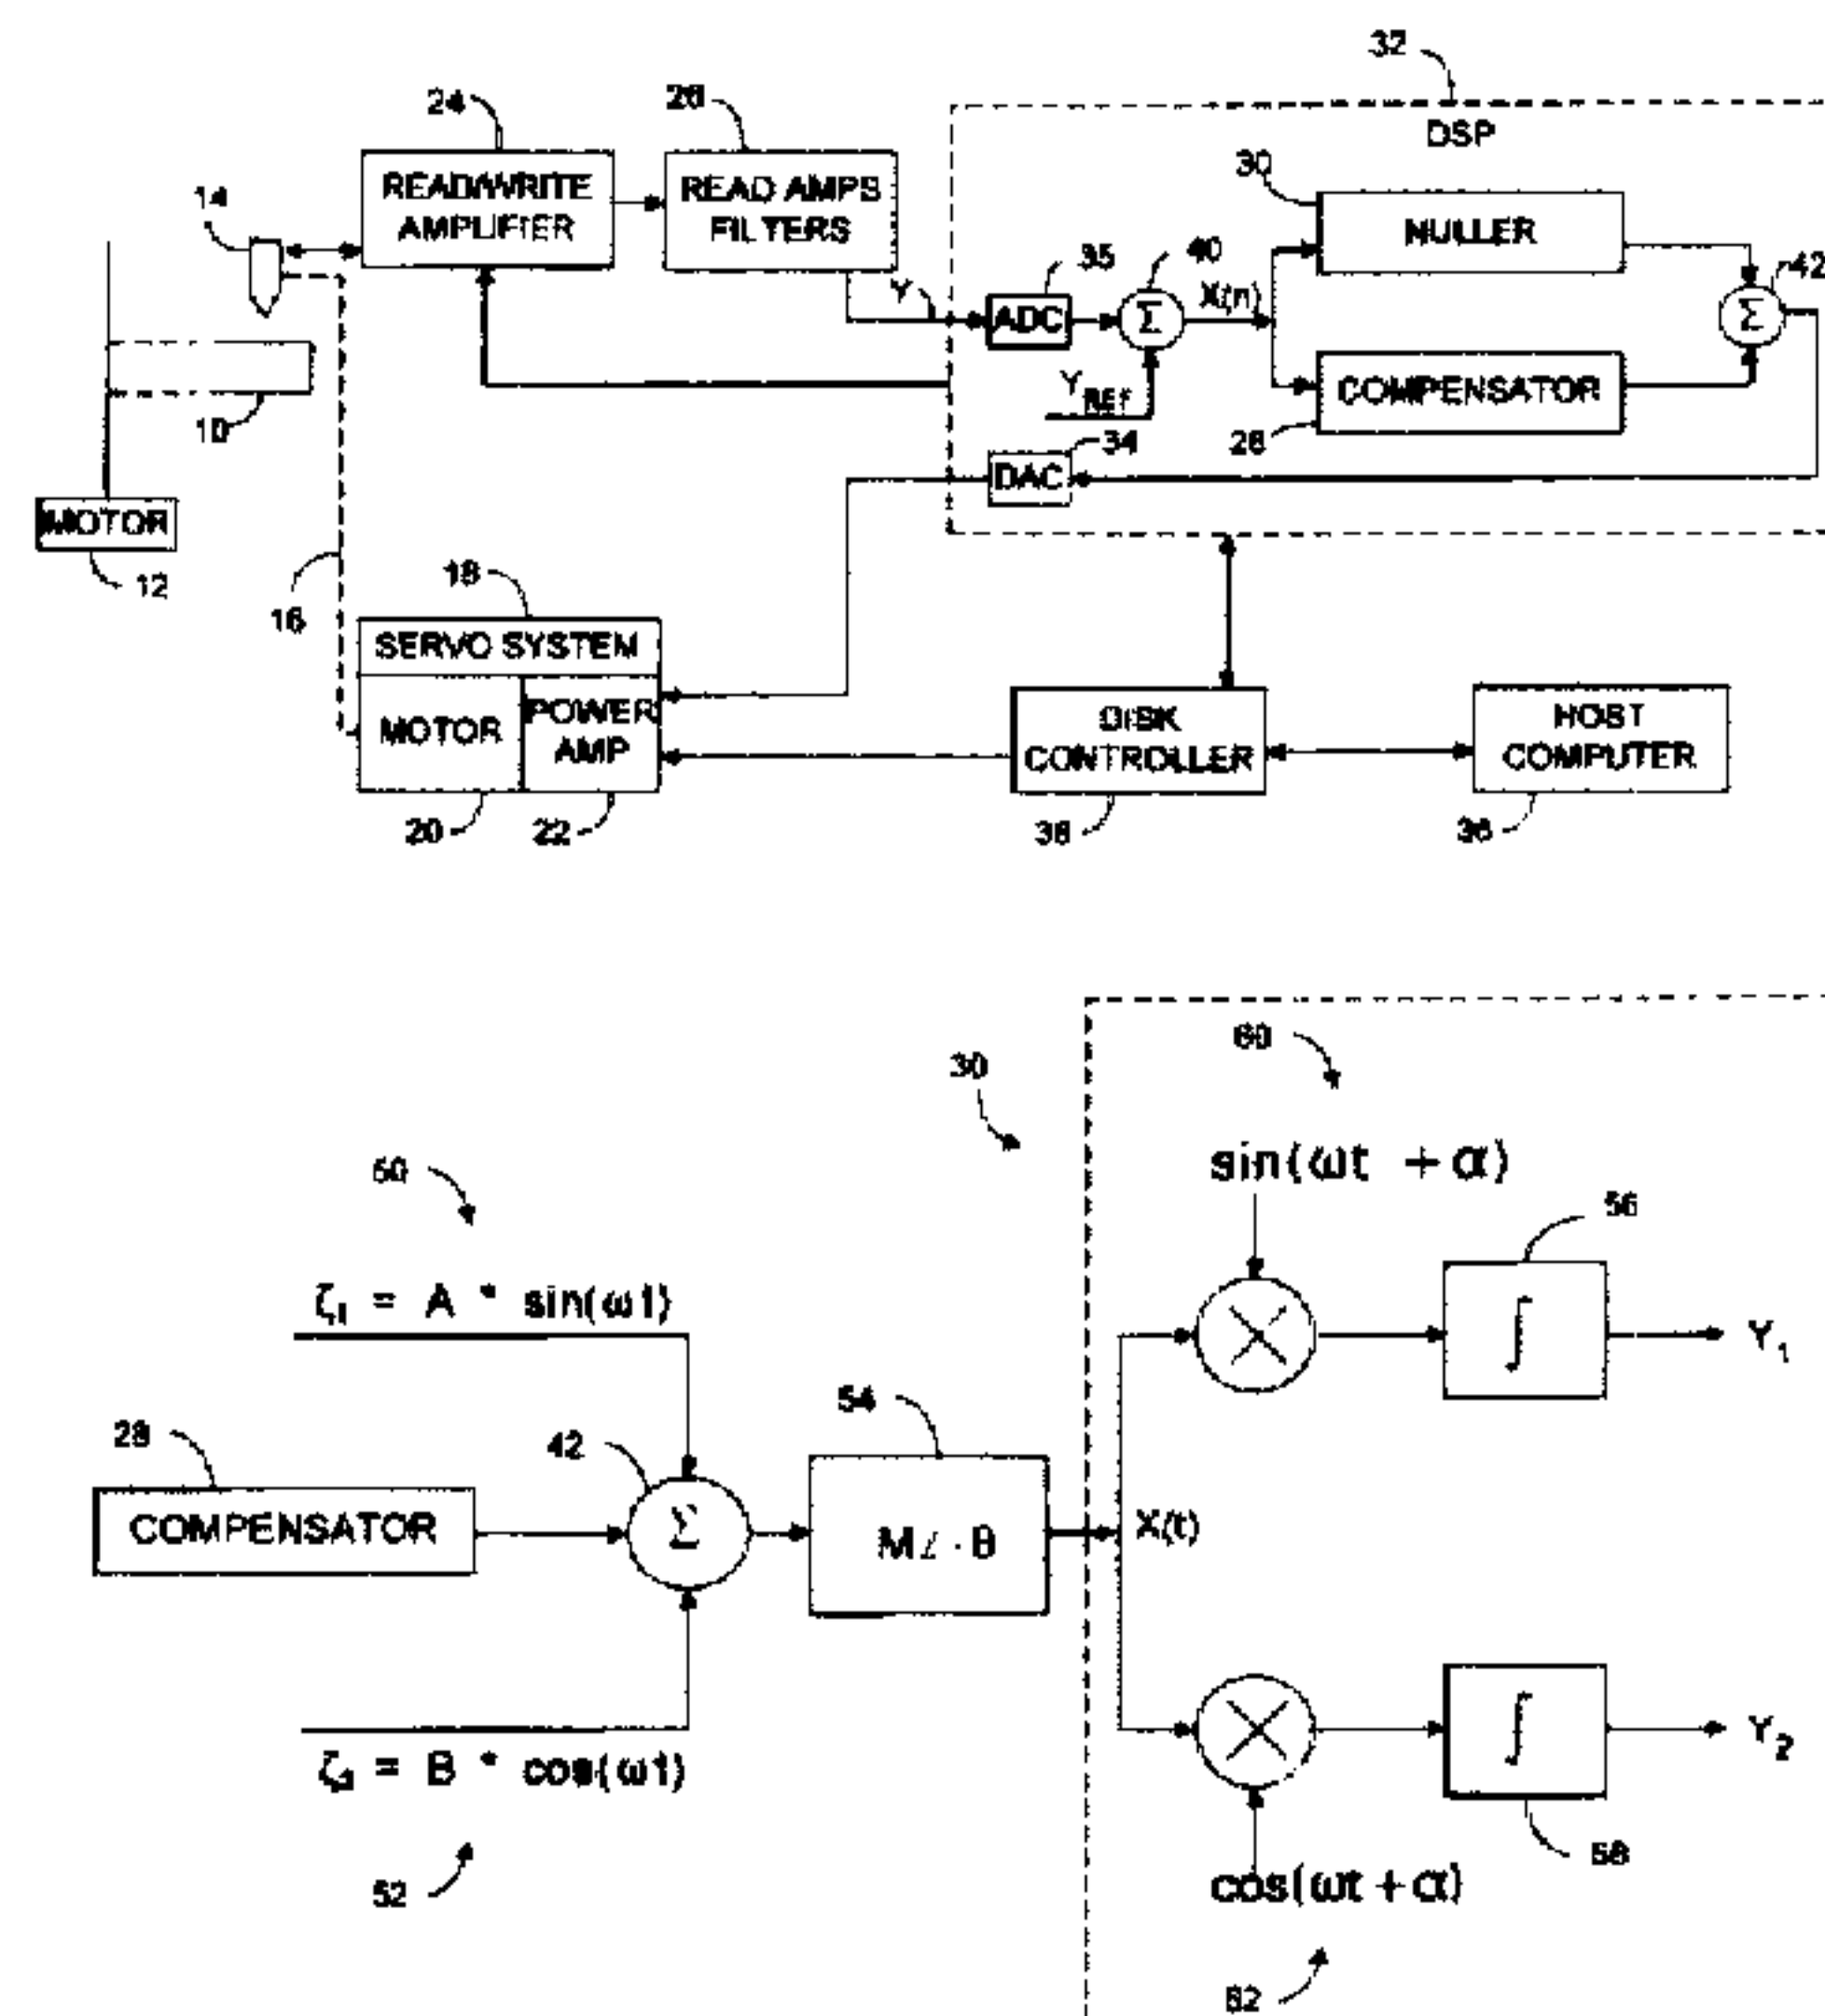 32
DSP
24
26
30
READ/WRITE
AMPLIFIER
READ AMPS
FILTERS
NULLER
14
35
40
42
Y
ADC
Σ
X(n)
Σ
Y REF
COMPENSATOR
28
10
34
DAC
MOTOR
12
16
18
SERVO SYSTEM
MOTOR
POWER
AMP
DISK
CONTROLLER
HOST
COMPUTER
20
22
38
36
30
60
50
sin(ωt + α)
56
ζ1 = A * sin(ωt)
∫
Y1
28
42
54
COMPENSATOR
Σ
M∠-θ
X(t)
∫
Y2
ζ2 = B * cos(ωt)
58
52
cos(ωt + α)
62